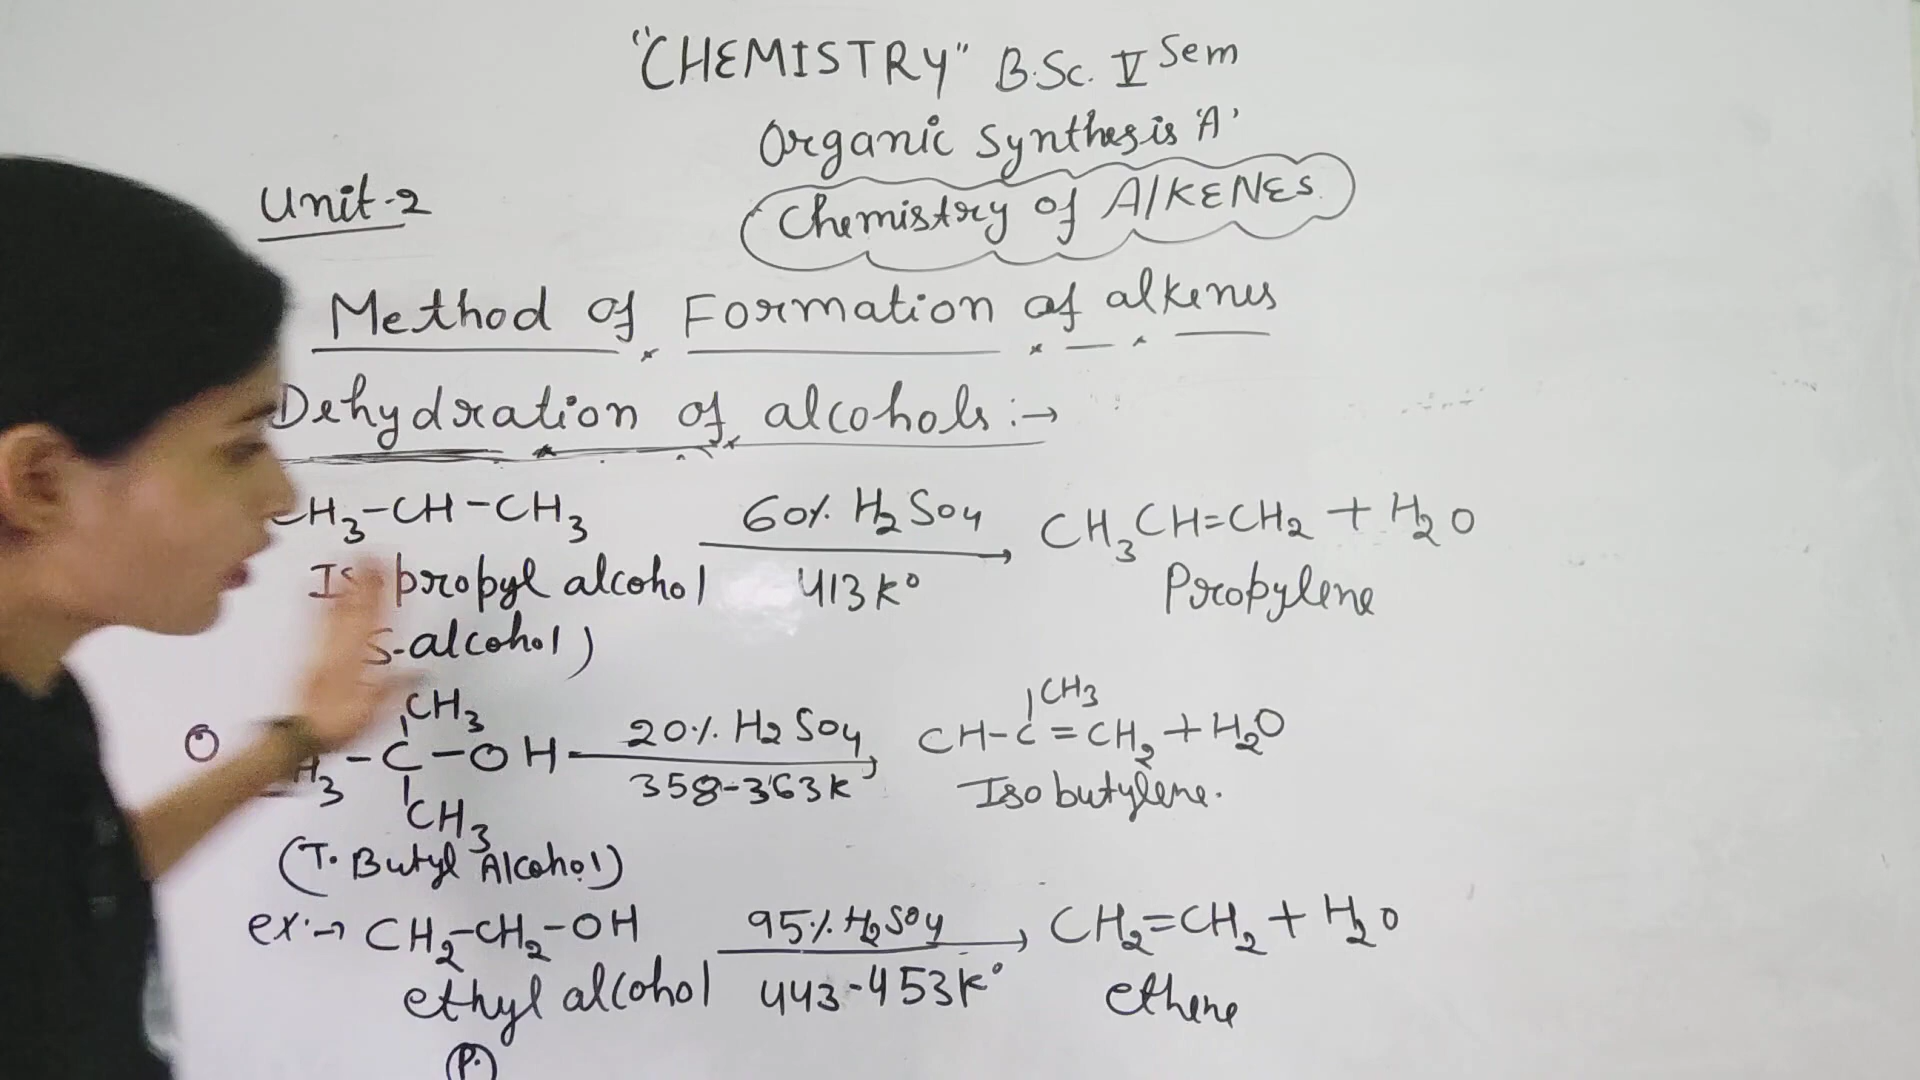 "CHEMISTRY" B.Sc. V Sem
Organic Synthesis 'A'
Unit-2
Chemistry of AlKENES
Method of Formation of alkenes
Dehydration of alcohols:→
CH3-CH-CH3 60% H2SO4 CH3CH=CH2 + H2O
propyl alcohol 413K° Propylene
S-alcohol)
CH3 CH3
O H3-C-OH 20% H2SO4 CH-C=CH2+H2O
CH3 358-363K Isobutylene.
(T. Butyl Alcohol)
ex:→ CH2-CH2-OH 95% H2SO4 CH2=CH2 + H2O
ethyl alcohol 443-453K° ethene
P.